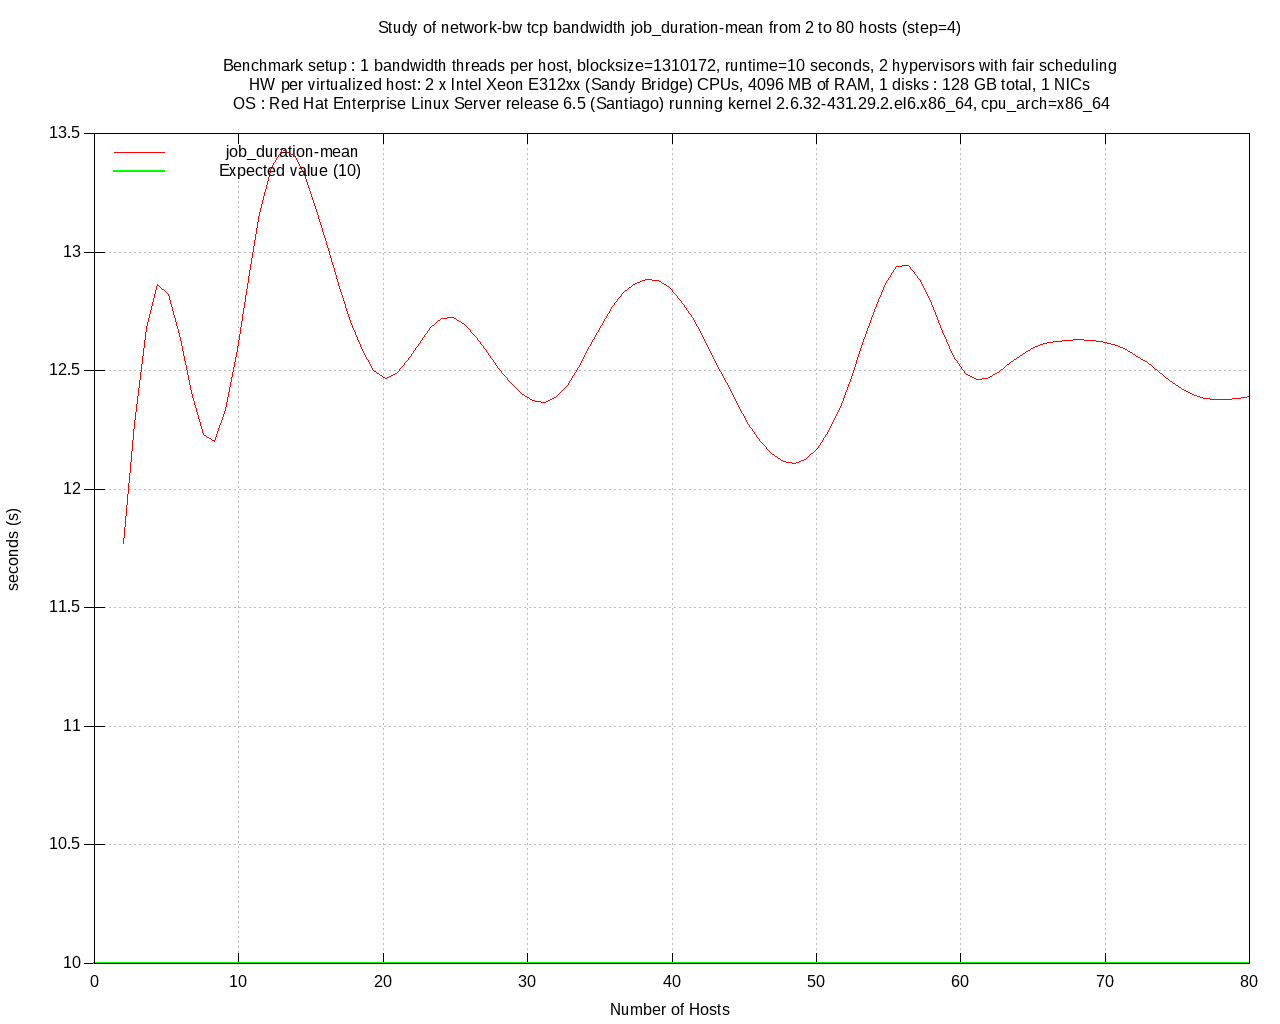 Study of network-bw tcp bandwidth job_duration-mean from 2 to 80 hosts (step=4)
Benchmark setup : 1 bandwidth threads per host, blocksize=1310172, runtime=10 seconds, 2 hypervisors with fair scheduling
HW per virtualized host: 2 x Intel Xeon E312xx (Sandy Bridge) CPUs, 4096 MB of RAM, 1 disks : 128 GB total, 1 NICs
OS : Red Hat Enterprise Linux Server release 6.5 (Santiago) running kernel 2.6.32-431.29.2.el6.x86_64, cpu_arch=x86_64
job_duration-mean
Expected value (10)
13.5
13
12.5
12
11.5
11
10.5
10
seconds (s)
0 10 20 30 40 50 60 70 80
Number of Hosts